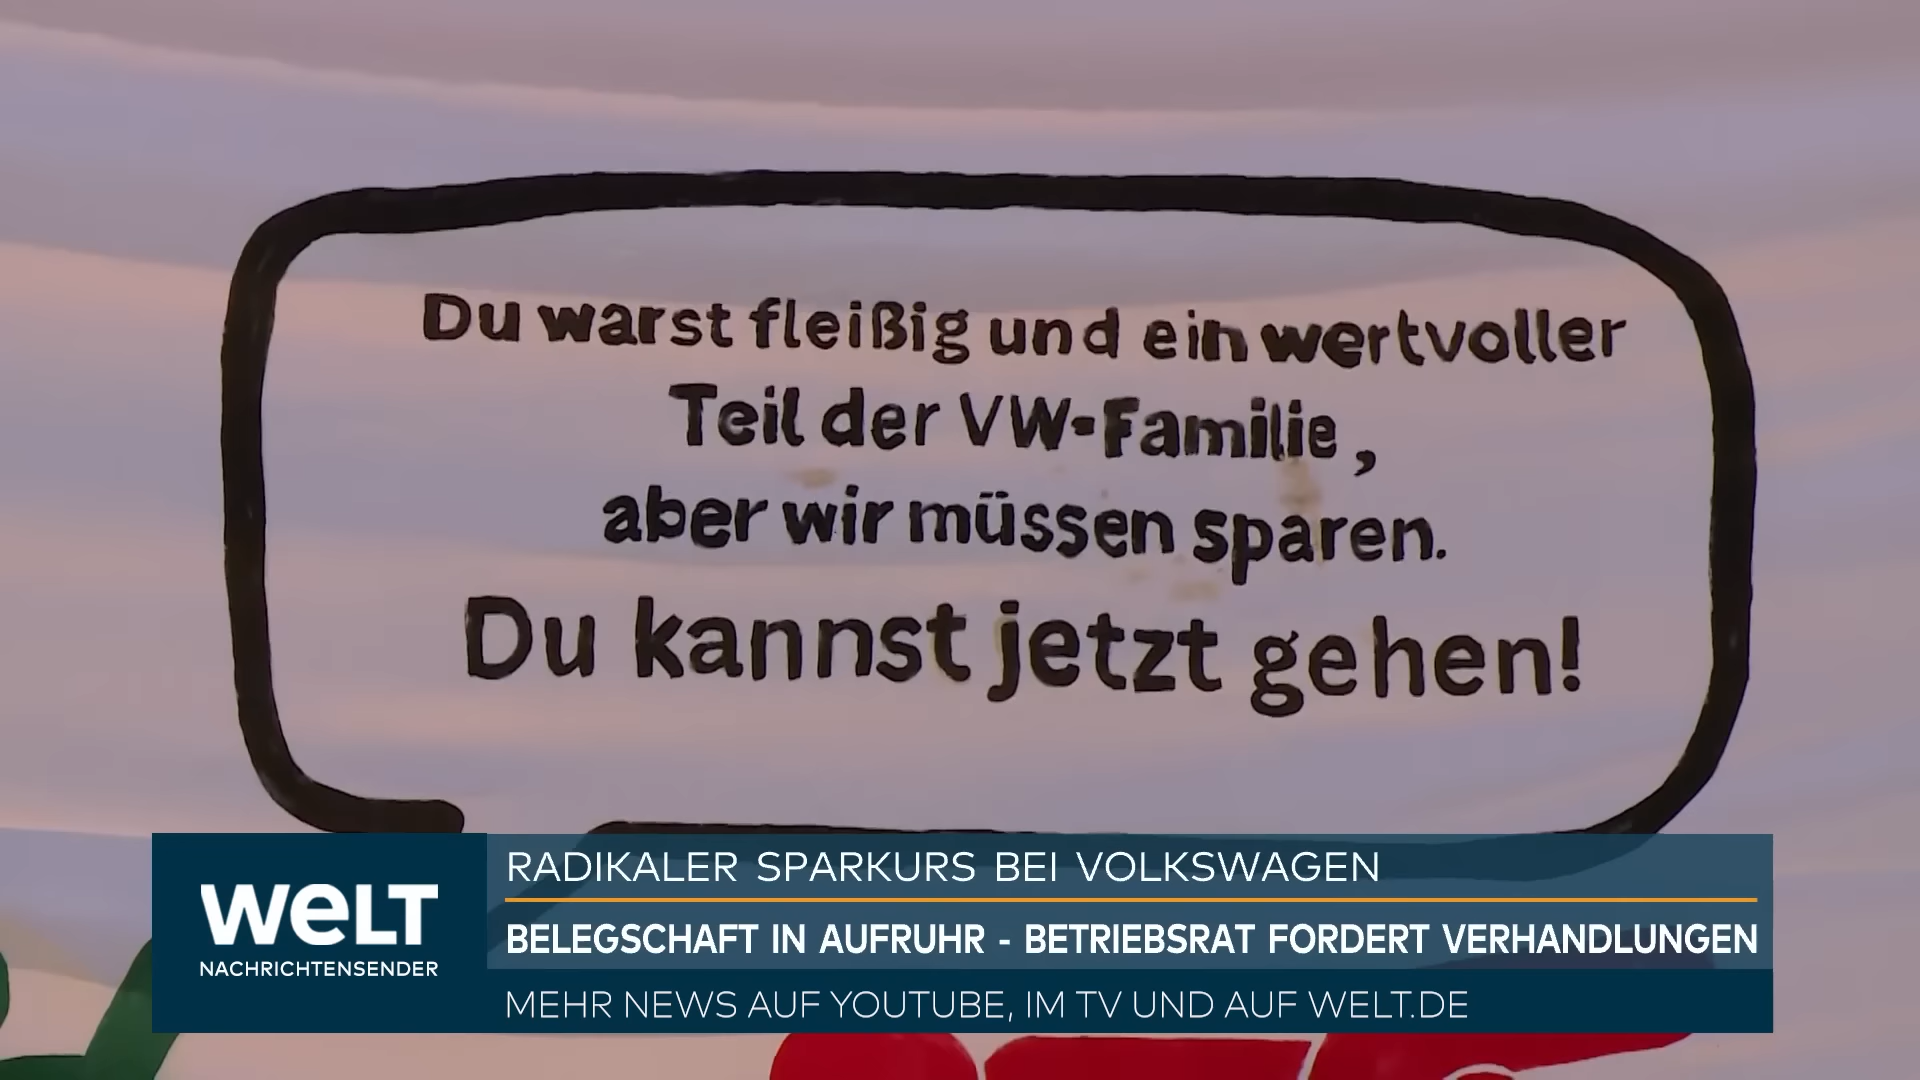 Du warst fleißig und ein wertvoller
Teil der VW-Familie,
aber wir müssen sparen.
Du kannst jetzt gehen!
welt
NACHRICHTENSENDER
RADIKALER SPARKURS BEI VOLKSWAGEN
BELEGSCHAFT IN AUFRUHR - BETRIEBSRAT FORDERT VERHANDLUNGEN
MEHR NEWS AUF YOUTUBE, IM TV UND AUF WELT.DE